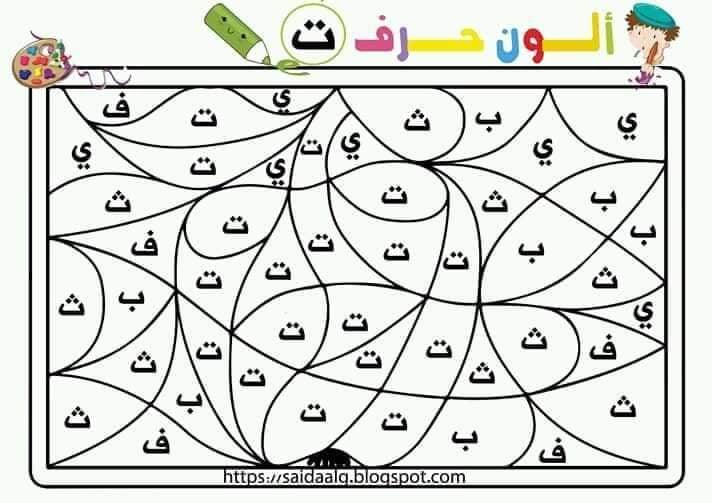 ألون حرف ت
ي ف ت ي ث ب ي ي
ي ت ي ت ي
ث ت ت ث ب
ف ت ت ت ت ب ب
ث ب ت ت ث ي
ت ت
ث ت ت ت ت ث ث ف
ث ب ت ت ب ث
ف ف
https://saidaalq.blogspot.com